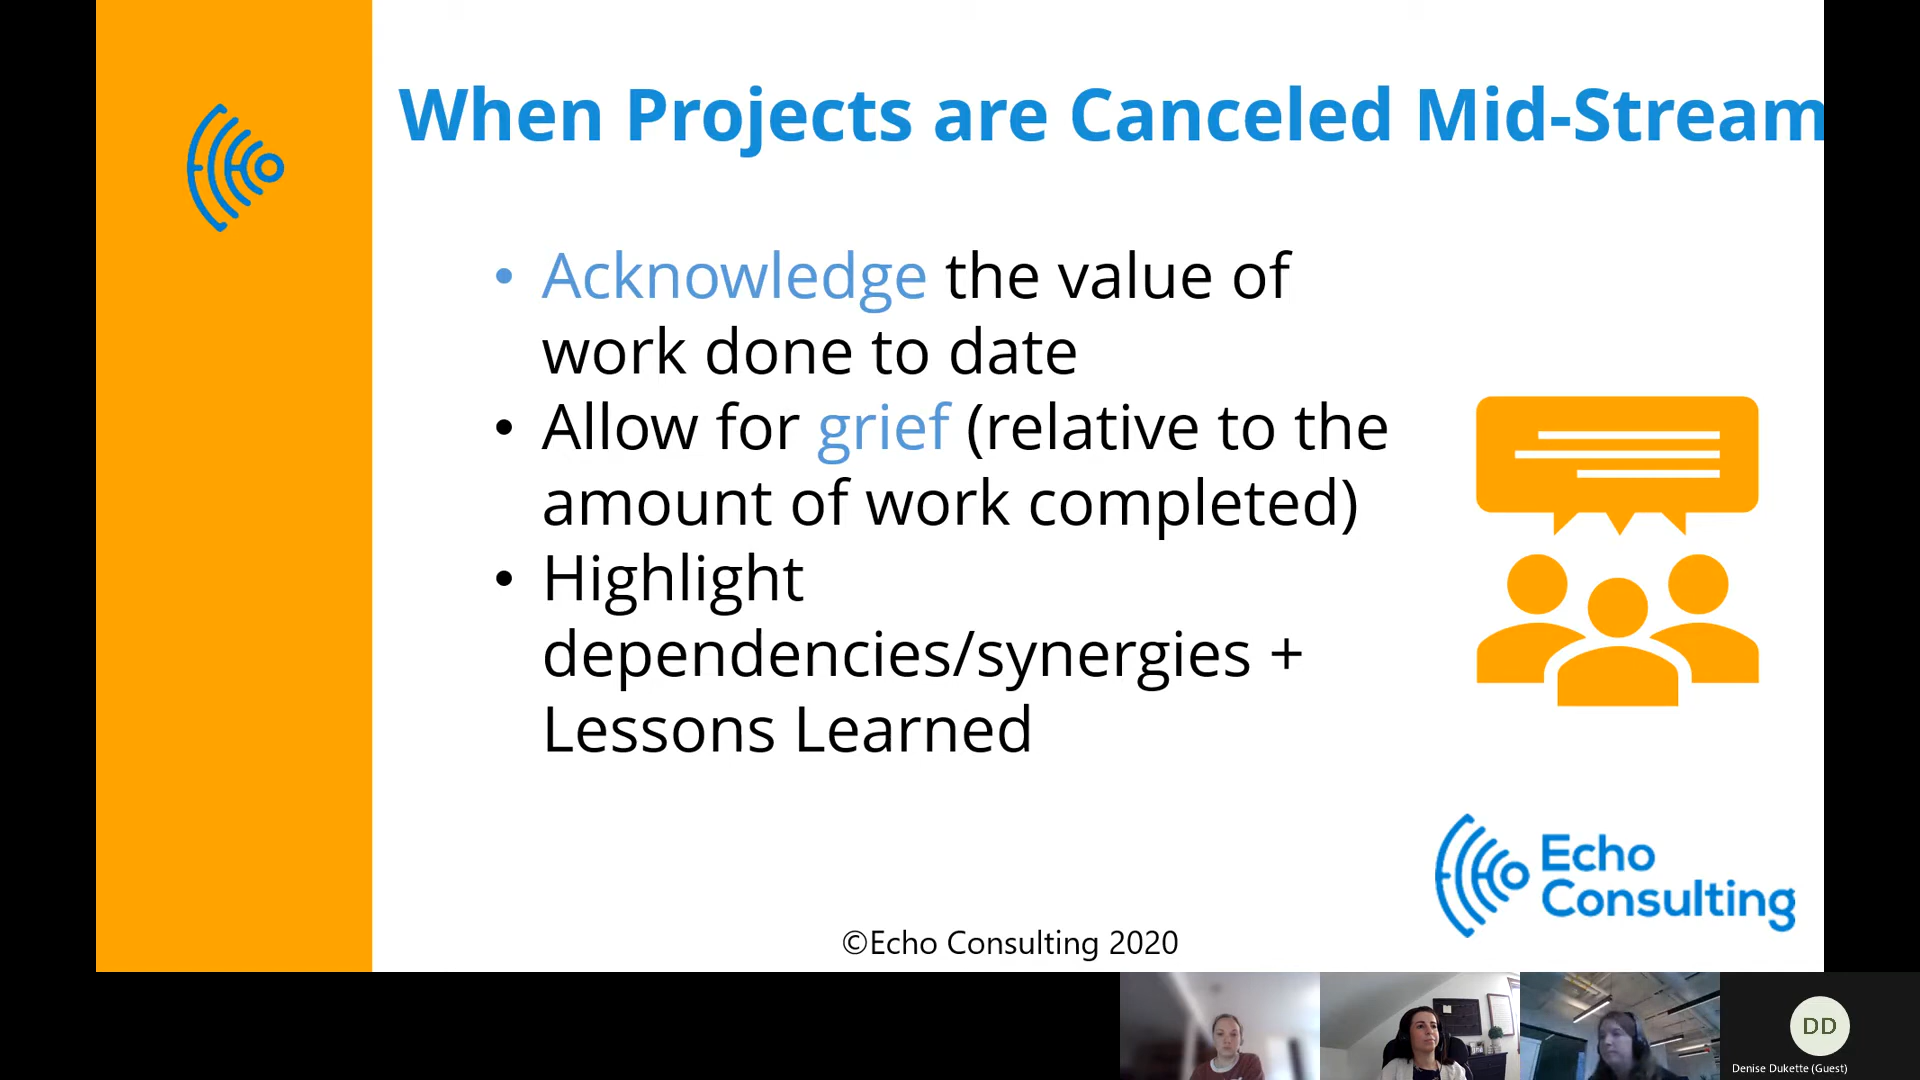 When Projects are Canceled Mid-Stream
• Acknowledge the value of
work done to date
• Allow for grief (relative to the
amount of work completed)
• Highlight
dependencies/synergies +
Lessons Learned
Echo
Echo
Consulting
©Echo Consulting 2020
DD
Denise Dukette (Guest)